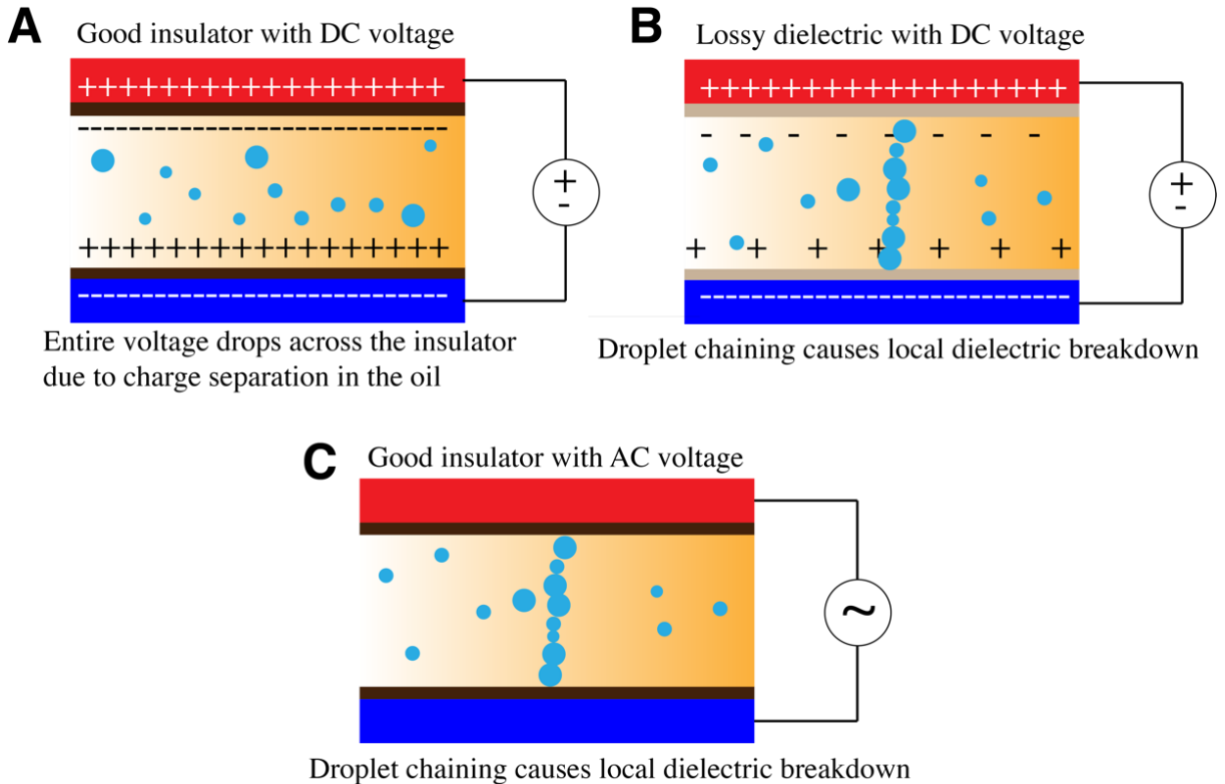 A
Good insulator with DC voltage
+++++++++++++++++
------------------
+++++++++++++++++
------------------
+
-
Entire voltage drops across the insulator
due to charge separation in the oil
B
Lossy dielectric with DC voltage
+++++++++++++++++
- - - - - - - -
+ + + + + + +
------------------
+
-
Droplet chaining causes local dielectric breakdown
C
Good insulator with AC voltage
~
Droplet chaining causes local dielectric breakdown